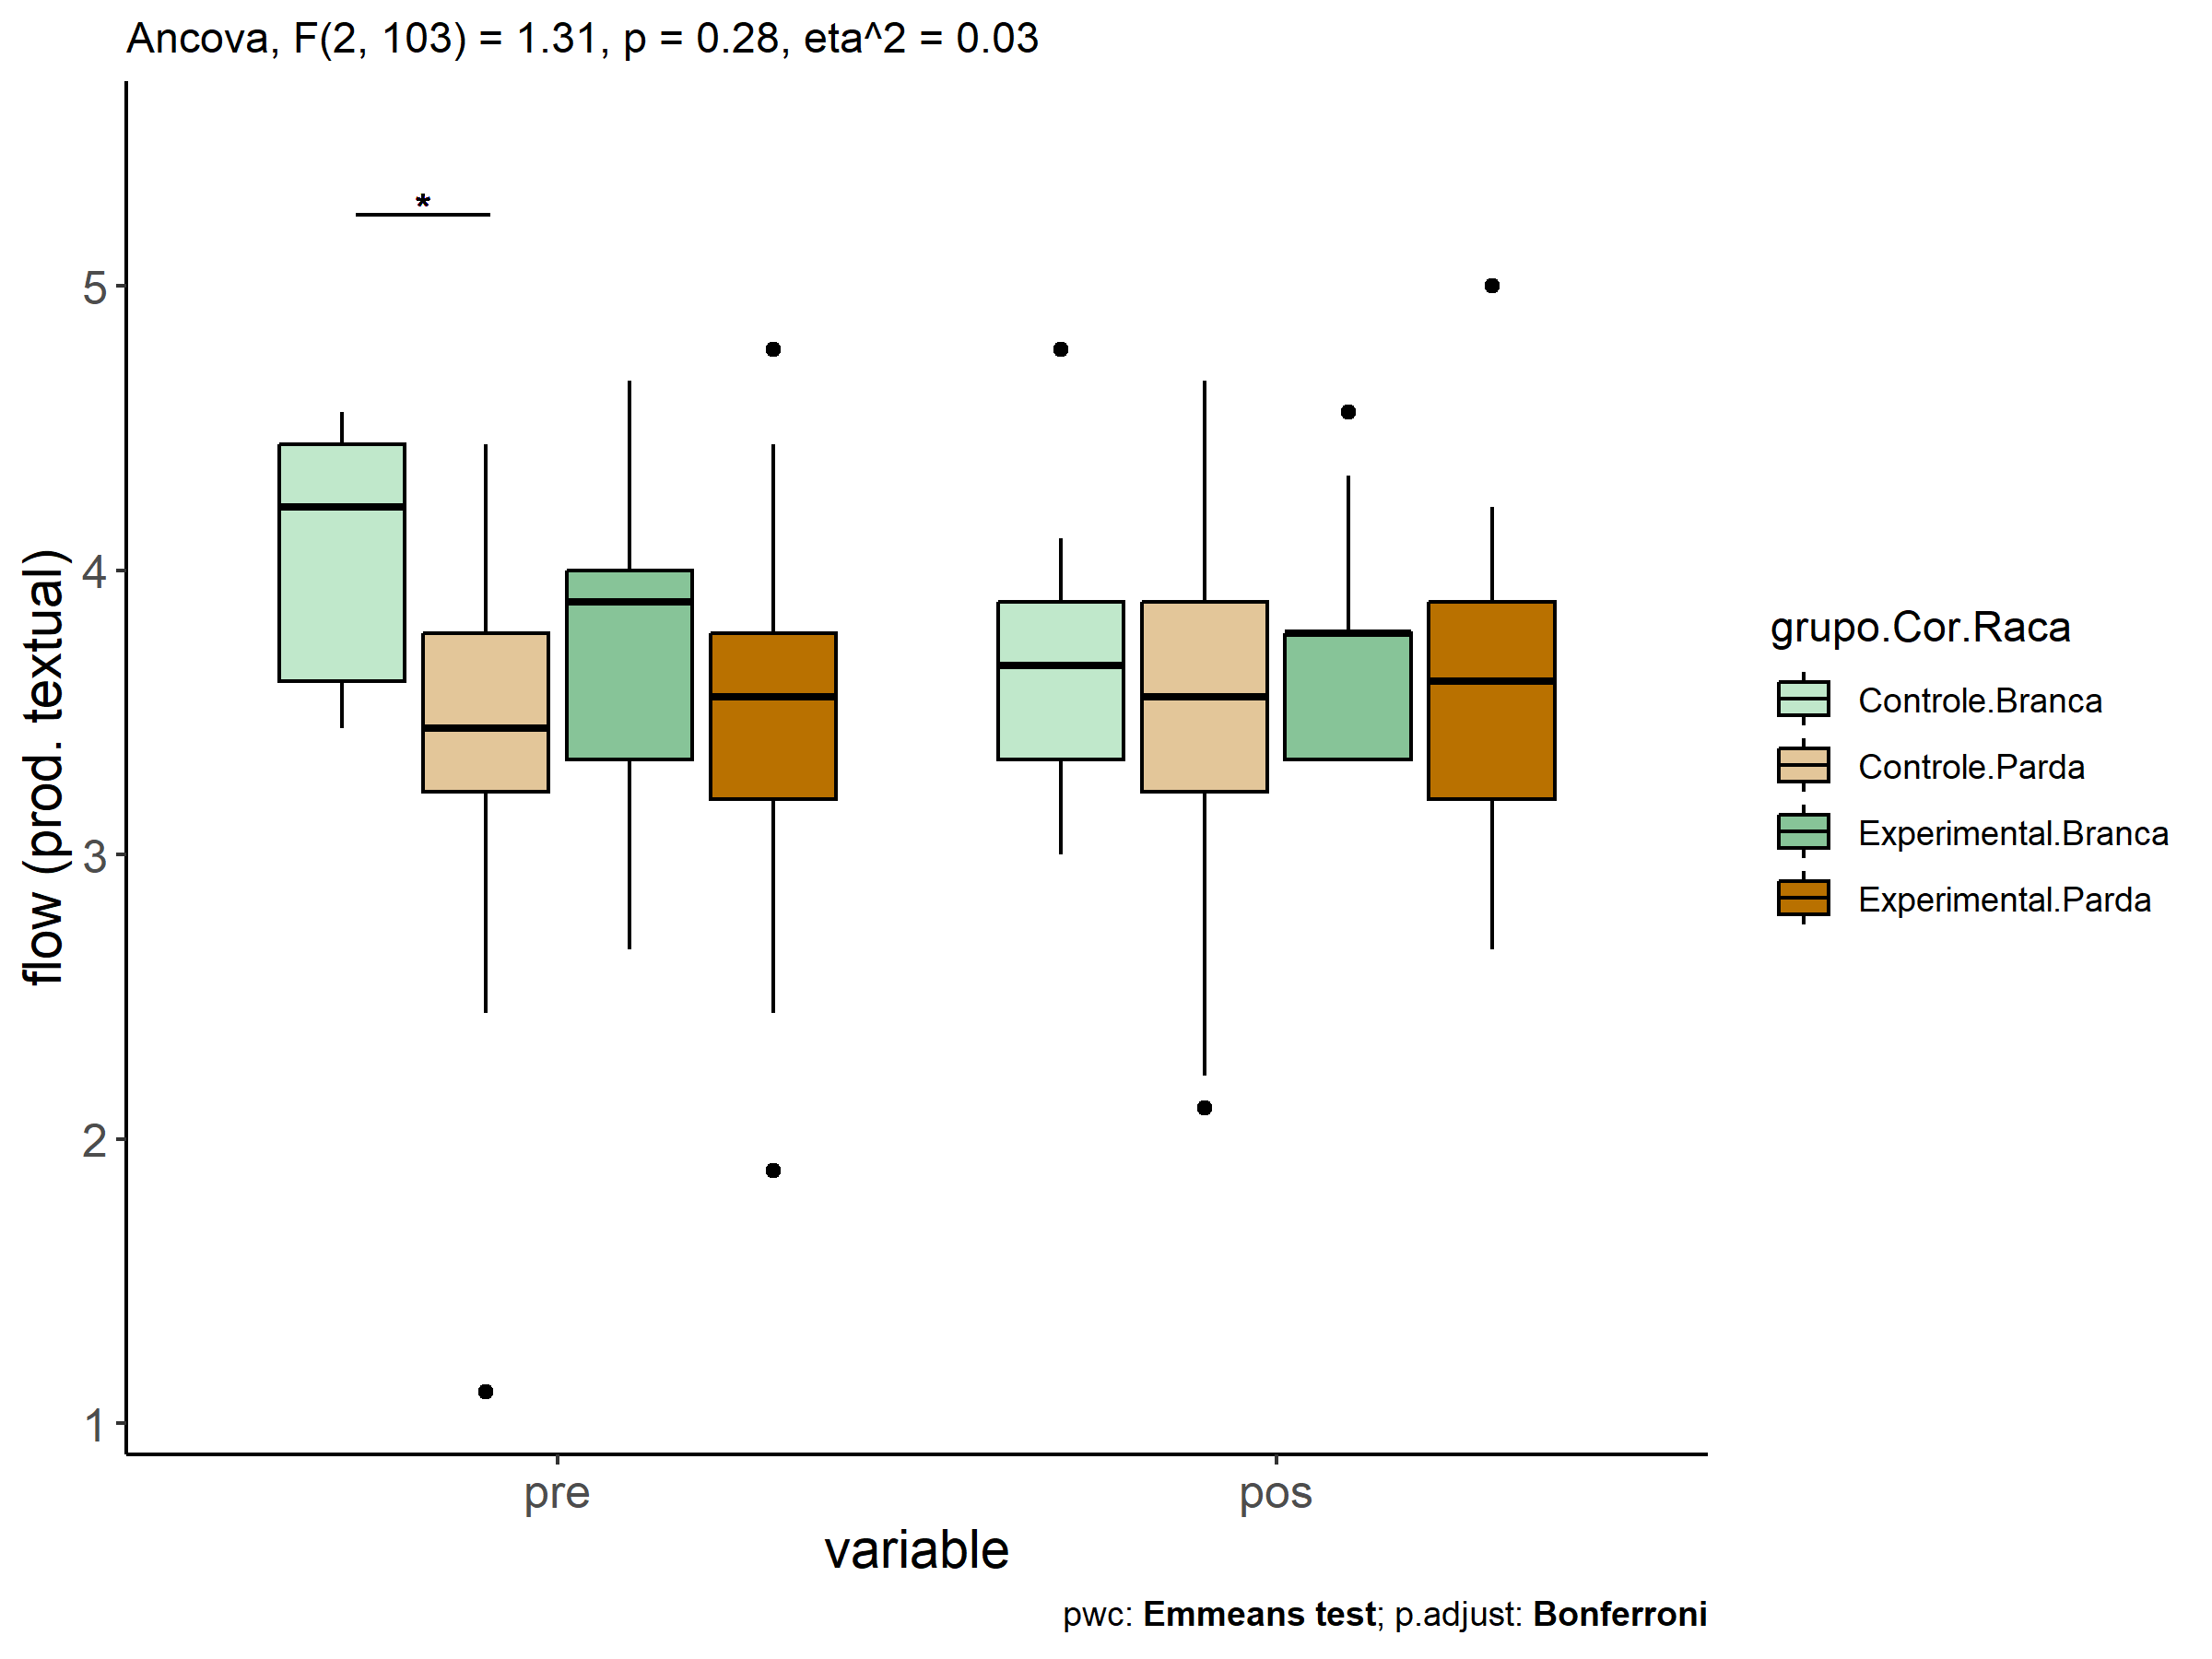 Ancova, F(2, 103) = 1.31, p = 0.28, eta^2 = 0.03
*
5
4
3
2
1
flow (prod. textual)
pre
pos
variable
grupo.Cor.Raca
Controle.Branca
Controle.Parda
Experimental.Branca
Experimental.Parda
pwc: Emmeans test; p.adjust: Bonferroni